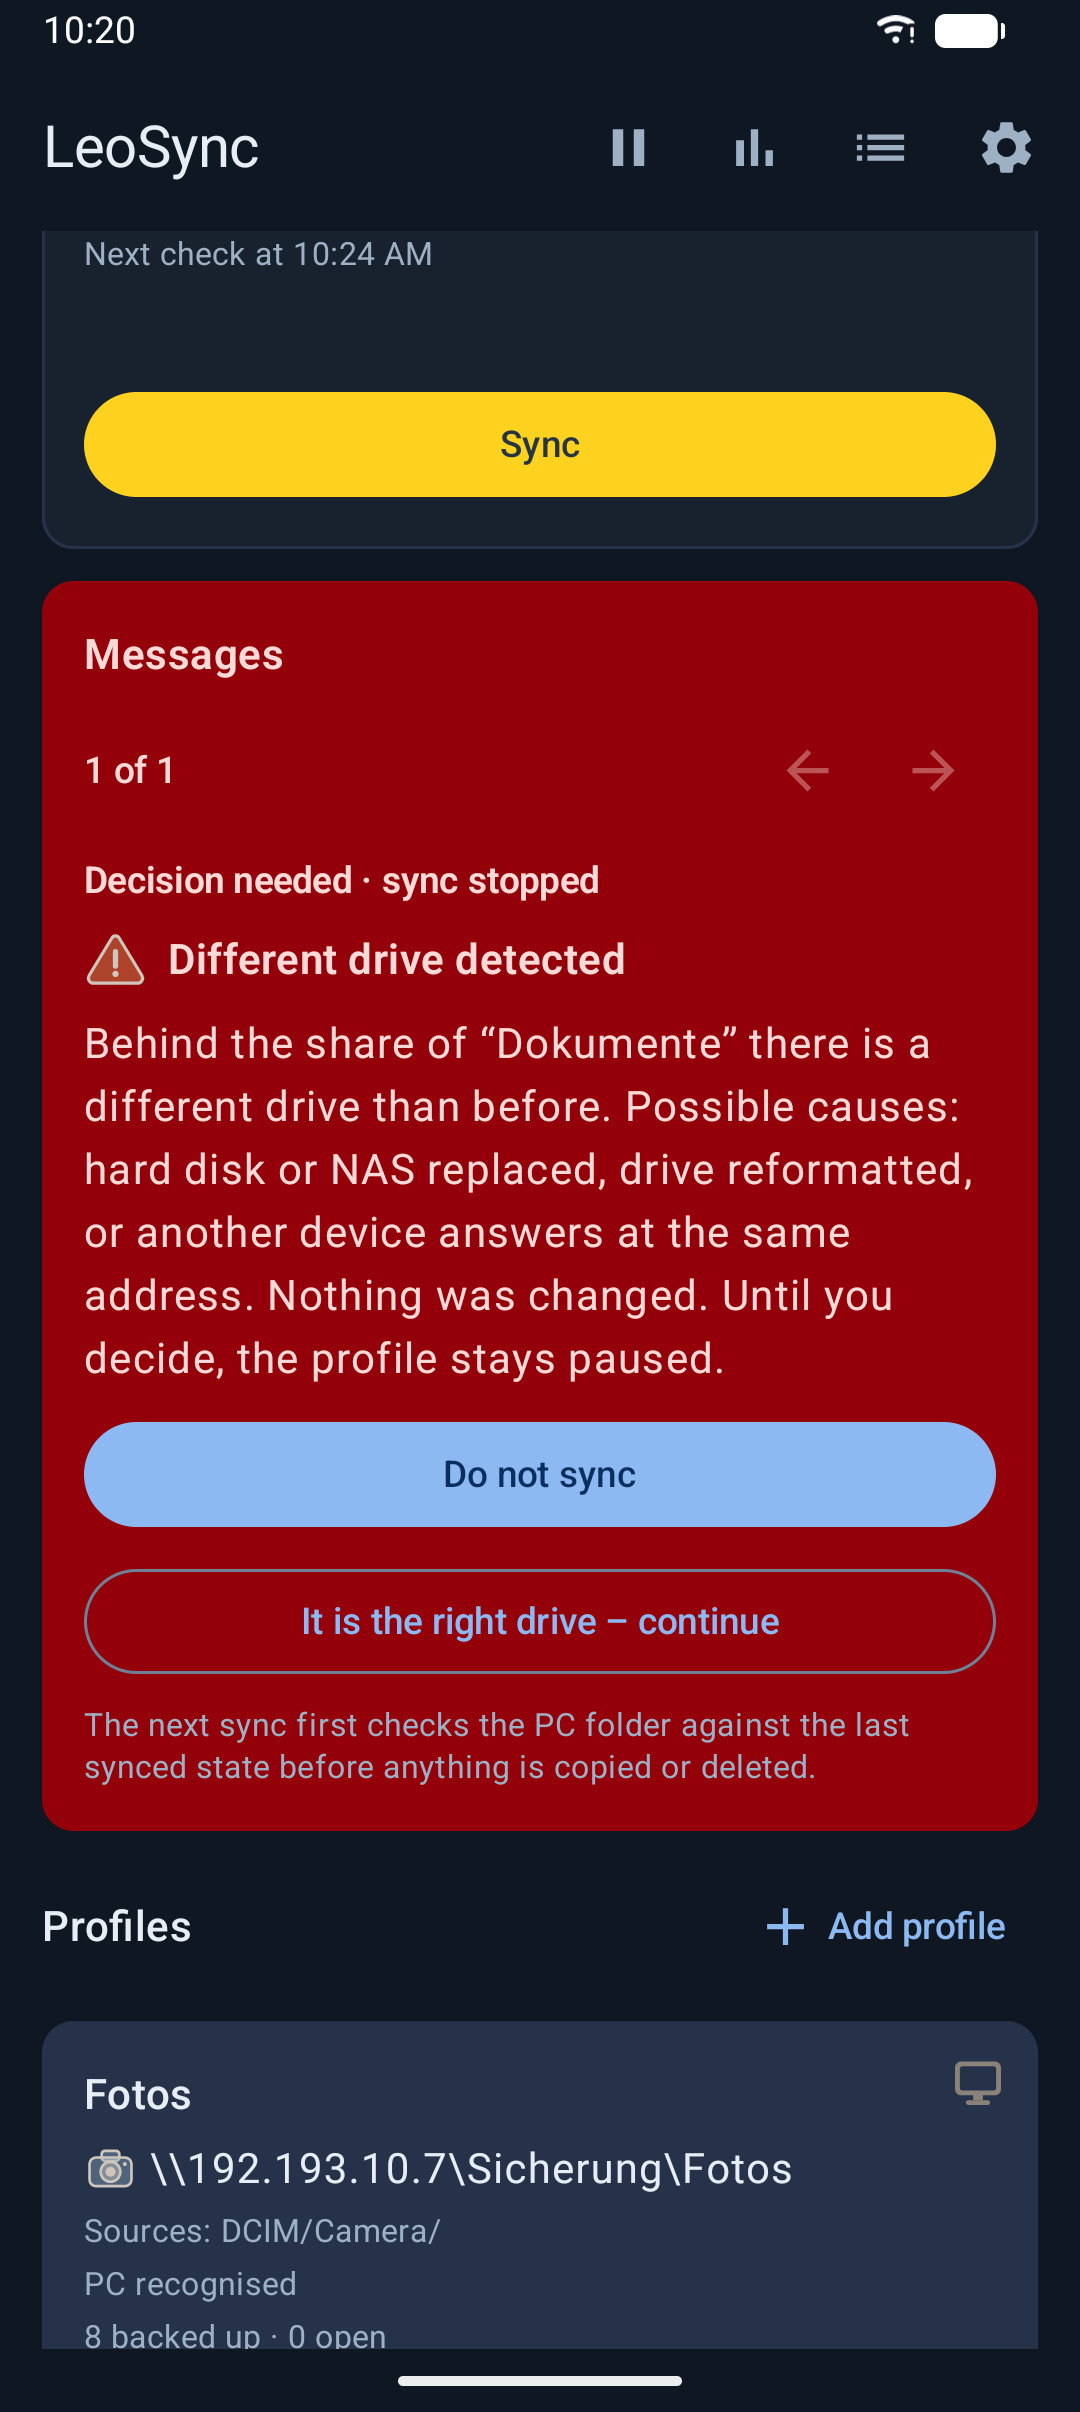 10:20
LeoSync
Next check at 10:24 AM
Sync
Messages
1 of 1
Decision needed · sync stopped
Different drive detected
Behind the share of “Dokumente” there is a
different drive than before. Possible causes:
hard disk or NAS replaced, drive reformatted,
or another device answers at the same
address. Nothing was changed. Until you
decide, the profile stays paused.
Do not sync
It is the right drive – continue
The next sync first checks the PC folder against the last
synced state before anything is copied or deleted.
Profiles
Add profile
Fotos
\\192.193.10.7\Sicherung\Fotos
Sources: DCIM/Camera/
PC recognised
8 backed up · 0 open